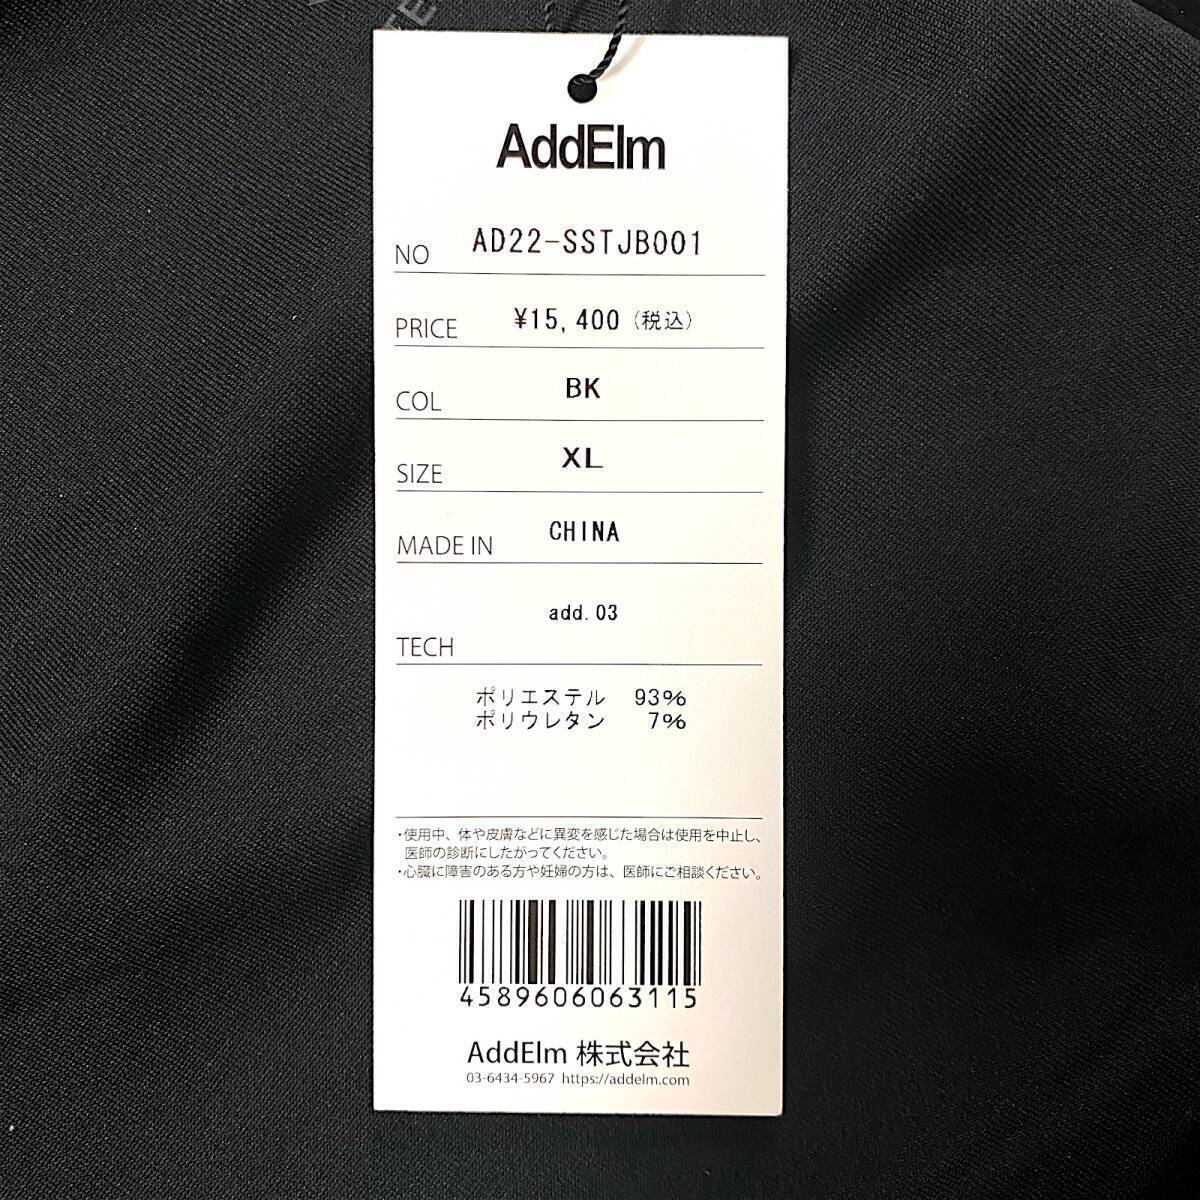 TE
AddElm
NO AD22-SSTJB001
PRICE ¥15,400(税込)
COL BK
SIZE XL
MADE IN CHINA
add.03
TECH
ポリエステル 93%
ポリウレタン 7%
・使用中、体や皮膚などに異変を感じた場合は使用を中止し、
医師の診断にしたがってください。
・心臓に障害のある方や妊婦の方は、医師にご相談ください。
4589606063115
AddElm 株式会社
03-6434-5967 https://addelm.com